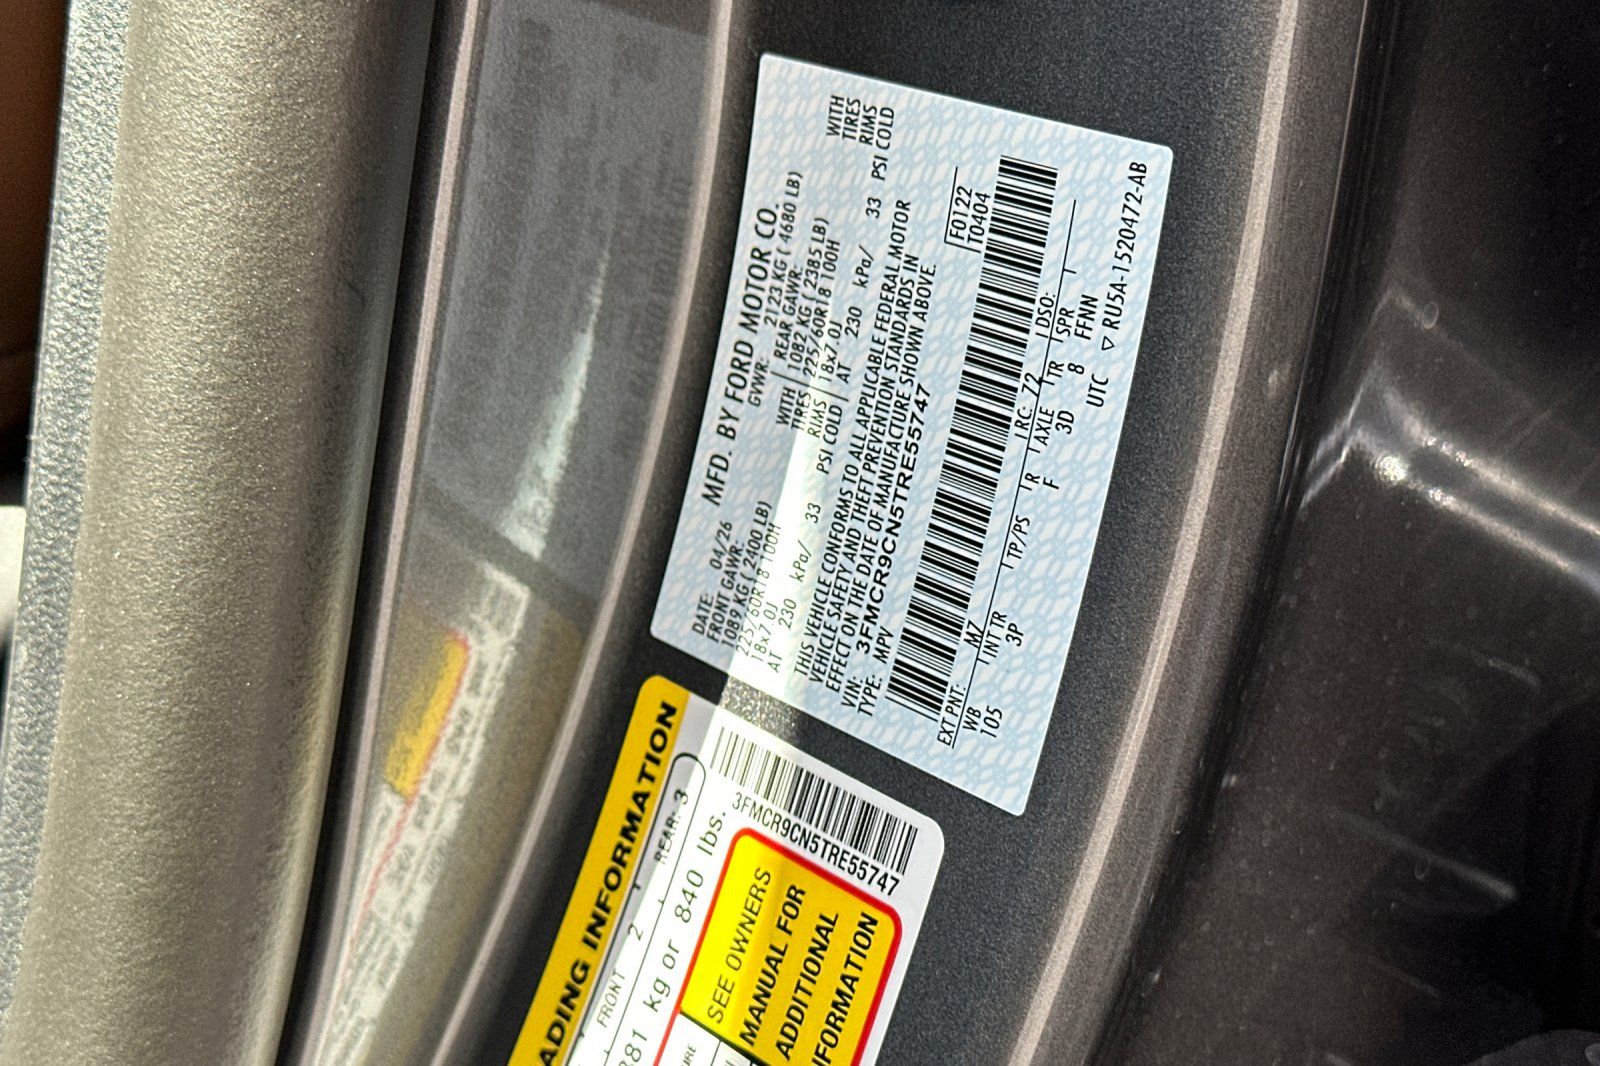 MFD. BY FORD MOTOR CO.
DATE: 04/26 GVWR: 2123 KG ( 4680 LB)
FRONT GAWR: REAR GAWR:
1089 KG ( 2400 LB) WITH 1082 KG ( 2385 LB) WITH
225/60R18 100H TIRES 225/60R18 100H TIRES
18x7.0J RIMS 18x7.0J RIMS
AT 230 kPa/ 33 PSI COLD AT 230 kPa/ 33 PSI COLD
THIS VEHICLE CONFORMS TO ALL APPLICABLE FEDERAL MOTOR
VEHICLE SAFETY AND THEFT PREVENTION STANDARDS IN
EFFECT ON THE DATE OF MANUFACTURE SHOWN ABOVE.
VIN: 3FMCR9CN5TRE55747
TYPE: MPV
F0122
T0404
EXT PNT: MZ RC: 72 DSO:
WB INT TR TP/PS R AXLE TR SPR
105 3P F 3D 8 FFNN
UTC ▽ RU5A-1520472-AB
ADING INFORMATION
FRONT 2 REAR: 3
381 kg or 840 lbs.
3FMCR9CN5TRE55747
SEE OWNERS
MANUAL FOR
ADDITIONAL
NFORMATION